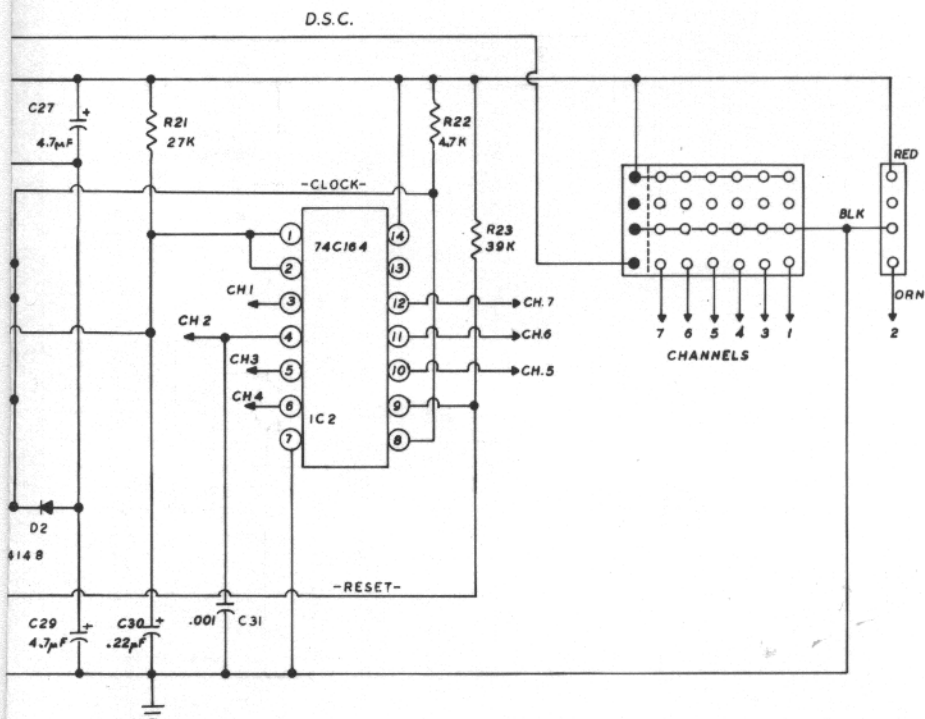 D.S.C.
C27
+
4.7µF
R21
27K
R22
4.7K
RED
-CLOCK-
BLK
1
74C164
14
R23
39K
2
13
CH1
3
12
CH.7
ORN
CH2
4
11
CH.6
7 6 5 4 3 1
2
CHANNELS
CH3
5
10
CH.5
CH4
6
9
IC2
7
8
D2
4148
-RESET-
C29
+
4.7µF
C30
+
.22µF
.001
C31